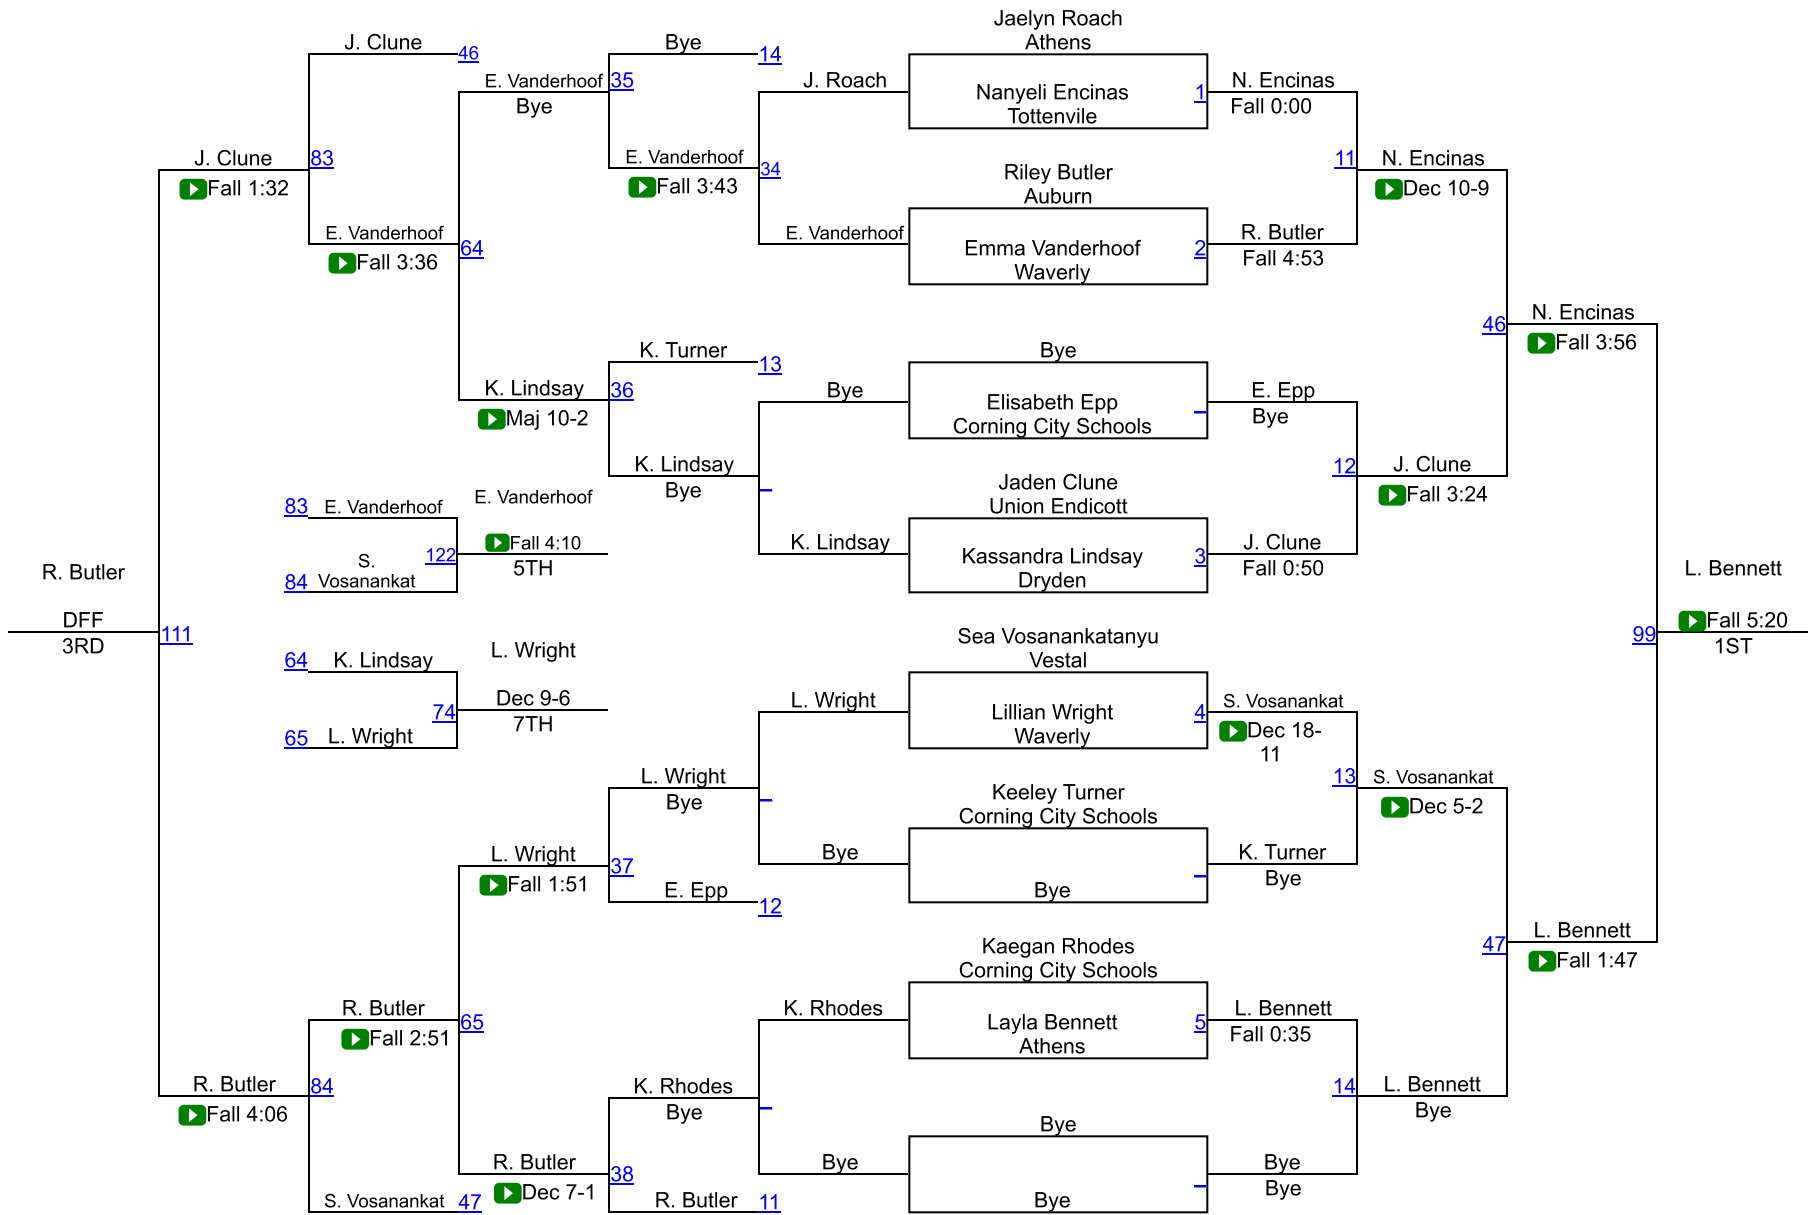 Jaelyn Roach
Athens
J. Clune
46
Bye
14
E. Vanderhoof
35
Bye
J. Roach
Nanyeli Encinas
1
Tottenvile
N. Encinas
Fall 0:00
J. Clune
83
Fall 1:32
E. Vanderhoof
34
Fall 3:43
Riley Butler
Auburn
11
N. Encinas
Dec 10-9
E. Vanderhoof
64
Fall 3:36
E. Vanderhoof
Emma Vanderhoof
2
Waverly
R. Butler
Fall 4:53
N. Encinas
46
Fall 3:56
K. Turner
13
Bye
K. Lindsay
36
Maj 10-2
Bye
Elisabeth Epp
Corning City Schools
E. Epp
Bye
K. Lindsay
Bye
Jaden Clune
Union Endicott
12
J. Clune
Fall 3:24
83
E. Vanderhoof
E. Vanderhoof
122
Fall 4:10
5TH
84
S.
Vosanankat
K. Lindsay
Kassandra Lindsay
3
Dryden
J. Clune
Fall 0:50
R. Butler
DFF
111
3RD
L. Bennett
99
Fall 5:20
1ST
64
K. Lindsay
L. Wright
74
Dec 9-6
7TH
65
L. Wright
Sea Vosanankatanyu
Vestal
L. Wright
Lillian Wright
4
Waverly
S. Vosanankat
Dec 18-
11
L. Wright
Bye
Keeley Turner
Corning City Schools
13
S. Vosanankat
Dec 5-2
L. Wright
37
Fall 1:51
Bye
Bye
K. Turner
Bye
E. Epp
12
Kaegan Rhodes
Corning City Schools
47
L. Bennett
Fall 1:47
R. Butler
65
Fall 2:51
K. Rhodes
Layla Bennett
5
Athens
L. Bennett
Fall 0:35
R. Butler
84
Fall 4:06
K. Rhodes
Bye
14
L. Bennett
Bye
Bye
R. Butler
38
Dec 7-1
Bye
Bye
Bye
Bye
S. Vosanankat
47
R. Butler
11